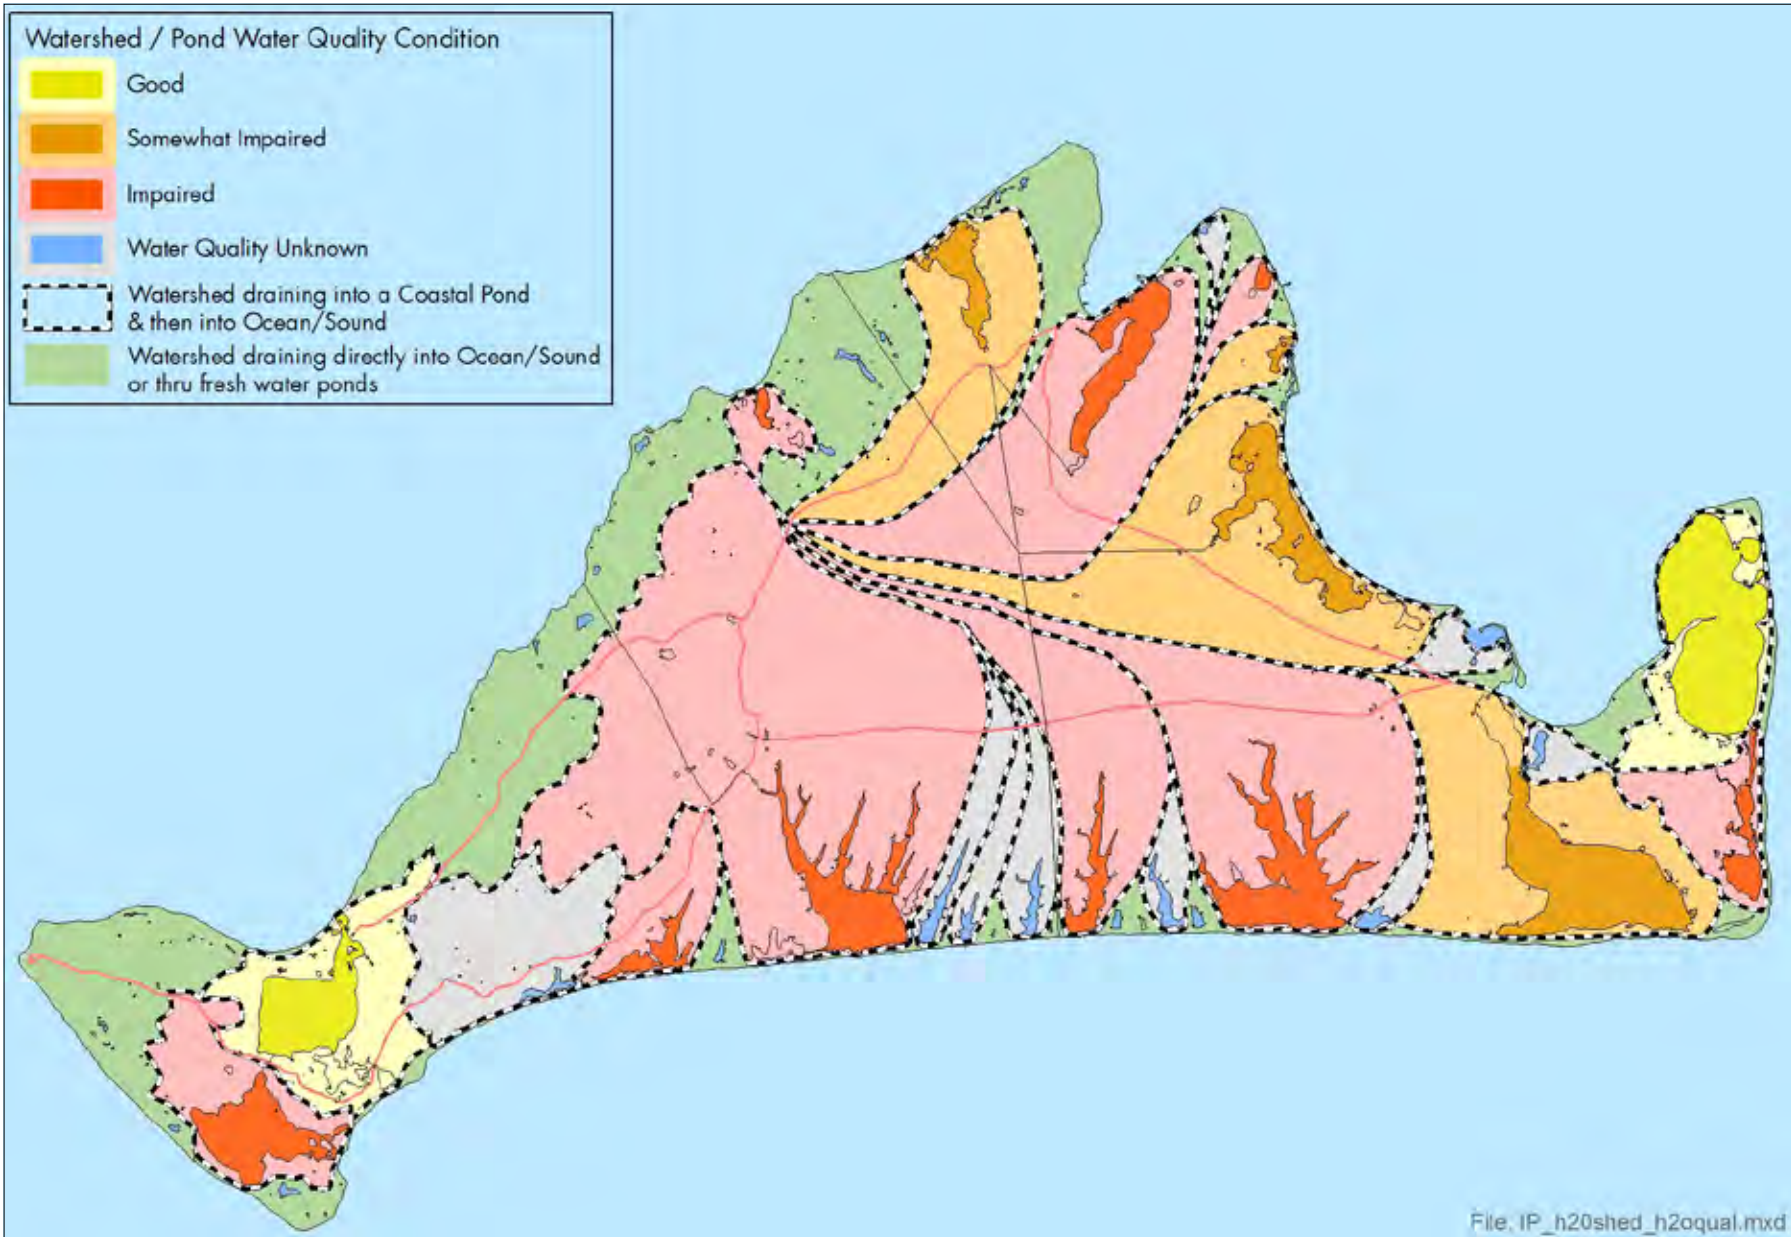 Watershed / Pond Water Quality Condition
Good
Somewhat Impaired
Impaired
Water Quality Unknown
Watershed draining into a Coastal Pond
& then into Ocean/Sound
Watershed draining directly into Ocean/Sound
or thru fresh water ponds
File: IP_h20shed_h2oqual.mxd